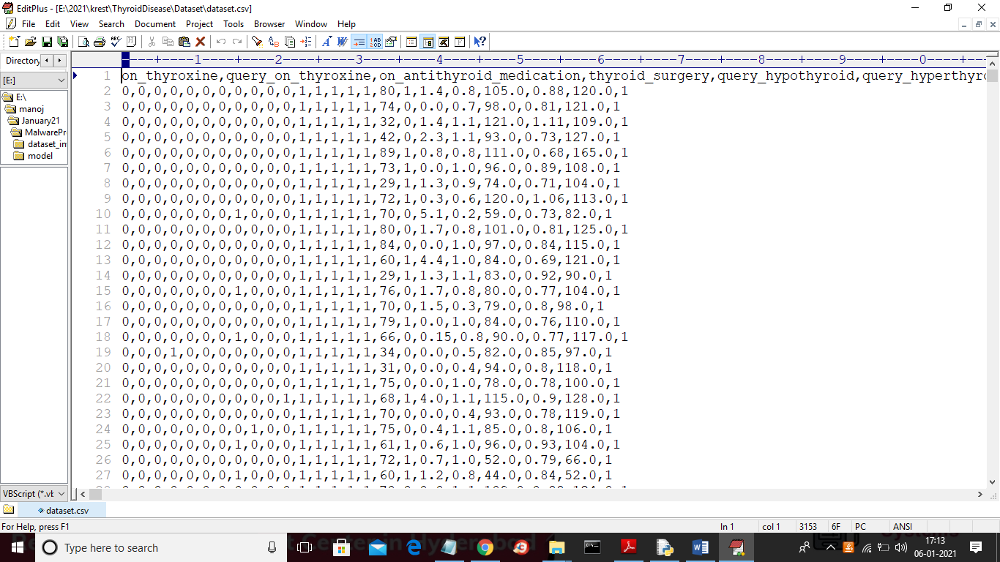 EditPlus - [E:\2021\krest\ThyroidDisease\Dataset\dataset.csv]
File Edit View Search Document Project Tools Browser Window Help
Directory
----+----1----+----2----+----3----+----4----+----5----+----6----+----7----+----8----+----9----+----0----+--
[E:]
E:\
manoj
January21
MalwarePr
dataset_im
model
1 on_thyroxine,query_on_thyroxine,on_antithyroid_medication,thyroid_surgery,query_hypothyroid,query_hyperthyro
2 0,0,0,0,0,0,0,0,0,0,0,1,1,1,1,1,80,1,1.4,0.8,105.0,0.88,120.0,1
3 0,0,0,0,0,0,0,0,0,0,0,1,1,1,1,1,74,0,0.0,0.7,98.0,0.81,121.0,1
4 0,0,0,0,0,0,0,0,0,0,0,1,1,1,1,1,32,0,1.4,1.1,121.0,1.11,109.0,1
5 0,0,0,0,0,0,0,0,0,0,0,1,1,1,1,1,42,0,2.3,1.1,93.0,0.73,127.0,1
6 0,0,0,0,0,0,0,0,0,0,0,1,1,1,1,1,89,1,0.8,0.8,111.0,0.68,165.0,1
7 0,0,0,0,0,0,0,0,0,0,0,1,1,1,1,1,73,1,0.0,1.0,96.0,0.89,108.0,1
8 0,0,0,0,0,0,0,0,0,0,0,1,1,1,1,1,29,1,1.3,0.9,74.0,0.71,104.0,1
9 0,0,0,0,0,0,0,0,0,0,0,1,1,1,1,1,72,1,0.3,0.6,120.0,1.06,113.0,1
10 0,0,0,0,0,0,0,1,0,0,0,1,1,1,1,1,70,0,5.1,0.2,59.0,0.73,82.0,1
11 0,0,0,0,0,0,0,0,0,0,0,1,1,1,1,1,80,0,1.7,0.8,101.0,0.81,125.0,1
12 0,0,0,0,0,0,0,0,0,0,0,1,1,1,1,1,84,0,0.0,1.0,97.0,0.84,115.0,1
13 0,0,0,0,0,0,0,0,0,0,0,1,1,1,1,1,60,1,4.4,1.0,84.0,0.69,121.0,1
14 0,0,0,0,0,0,0,0,0,0,0,1,1,1,1,1,29,1,1.3,1.1,83.0,0.92,90.0,1
15 0,0,0,0,0,0,0,1,0,0,0,1,1,1,1,1,76,0,1.7,0.8,80.0,0.77,104.0,1
16 0,0,0,0,0,0,0,0,0,0,0,1,1,1,1,1,70,0,1.5,0.3,79.0,0.8,98.0,1
17 0,0,0,0,0,0,0,0,0,0,0,1,1,1,1,1,79,1,0.0,1.0,84.0,0.76,110.0,1
18 0,0,0,0,0,0,0,1,0,0,0,1,1,1,1,1,66,0,0.15,0.8,90.0,0.77,117.0,1
19 0,0,0,1,0,0,0,0,0,0,0,1,1,1,1,1,34,0,0.0,0.5,82.0,0.85,97.0,1
20 0,0,0,0,0,0,0,0,0,0,0,1,1,1,1,1,31,0,0.0,0.4,94.0,0.8,118.0,1
21 0,0,0,0,0,0,0,0,0,0,0,1,1,1,1,1,75,0,0.0,1.0,78.0,0.78,100.0,1
22 0,0,0,0,0,0,0,0,0,0,1,1,1,1,1,1,68,1,4.0,1.1,115.0,0.9,128.0,1
23 0,0,0,0,0,0,0,0,0,0,0,1,1,1,1,1,70,0,0.0,0.4,93.0,0.78,119.0,1
24 0,0,0,0,0,0,0,0,1,0,0,1,1,1,1,1,75,0,0.4,1.1,85.0,0.8,106.0,1
25 0,0,0,0,0,0,0,1,0,0,0,1,1,1,1,1,61,1,0.6,1.0,96.0,0.93,104.0,1
26 0,0,0,0,0,0,0,0,0,0,0,1,1,1,1,1,72,1,0.7,1.0,52.0,0.79,66.0,1
27 0,0,0,0,0,0,0,1,0,0,0,1,1,1,1,1,60,1,1.2,0.8,44.0,0.84,52.0,1
VBScript (*.vb
dataset.csv
For Help, press F1
ln 1 col 1 3153 6F PC ANSI
Type here to search
17:13
06-01-2021